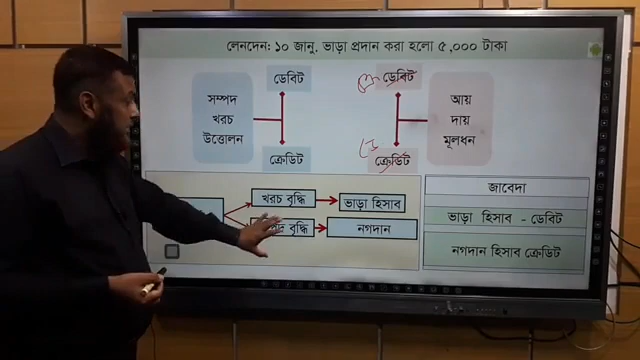 লেনদেন: ১০ জানু. ভাড়া প্রদান করা হলো ৫,০০০ টাকা
ডেবিট
সম্পদ
খরচ
উত্তোলন
ক্রেডিট
ডেবিট
আয়
দায়
মূলধন
ক্রেডিট
খরচ বৃদ্ধি
ভাড়া হিসাব
বৃদ্ধি
নগদান
জাবেদা
ভাড়া হিসাব - ডেবিট
নগদান হিসাব ক্রেডিট